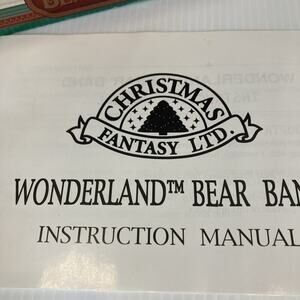 CHRISTMAS
FANTASY LTD.
WONDERLAND™ BEAR BAN
INSTRUCTION MANUAL